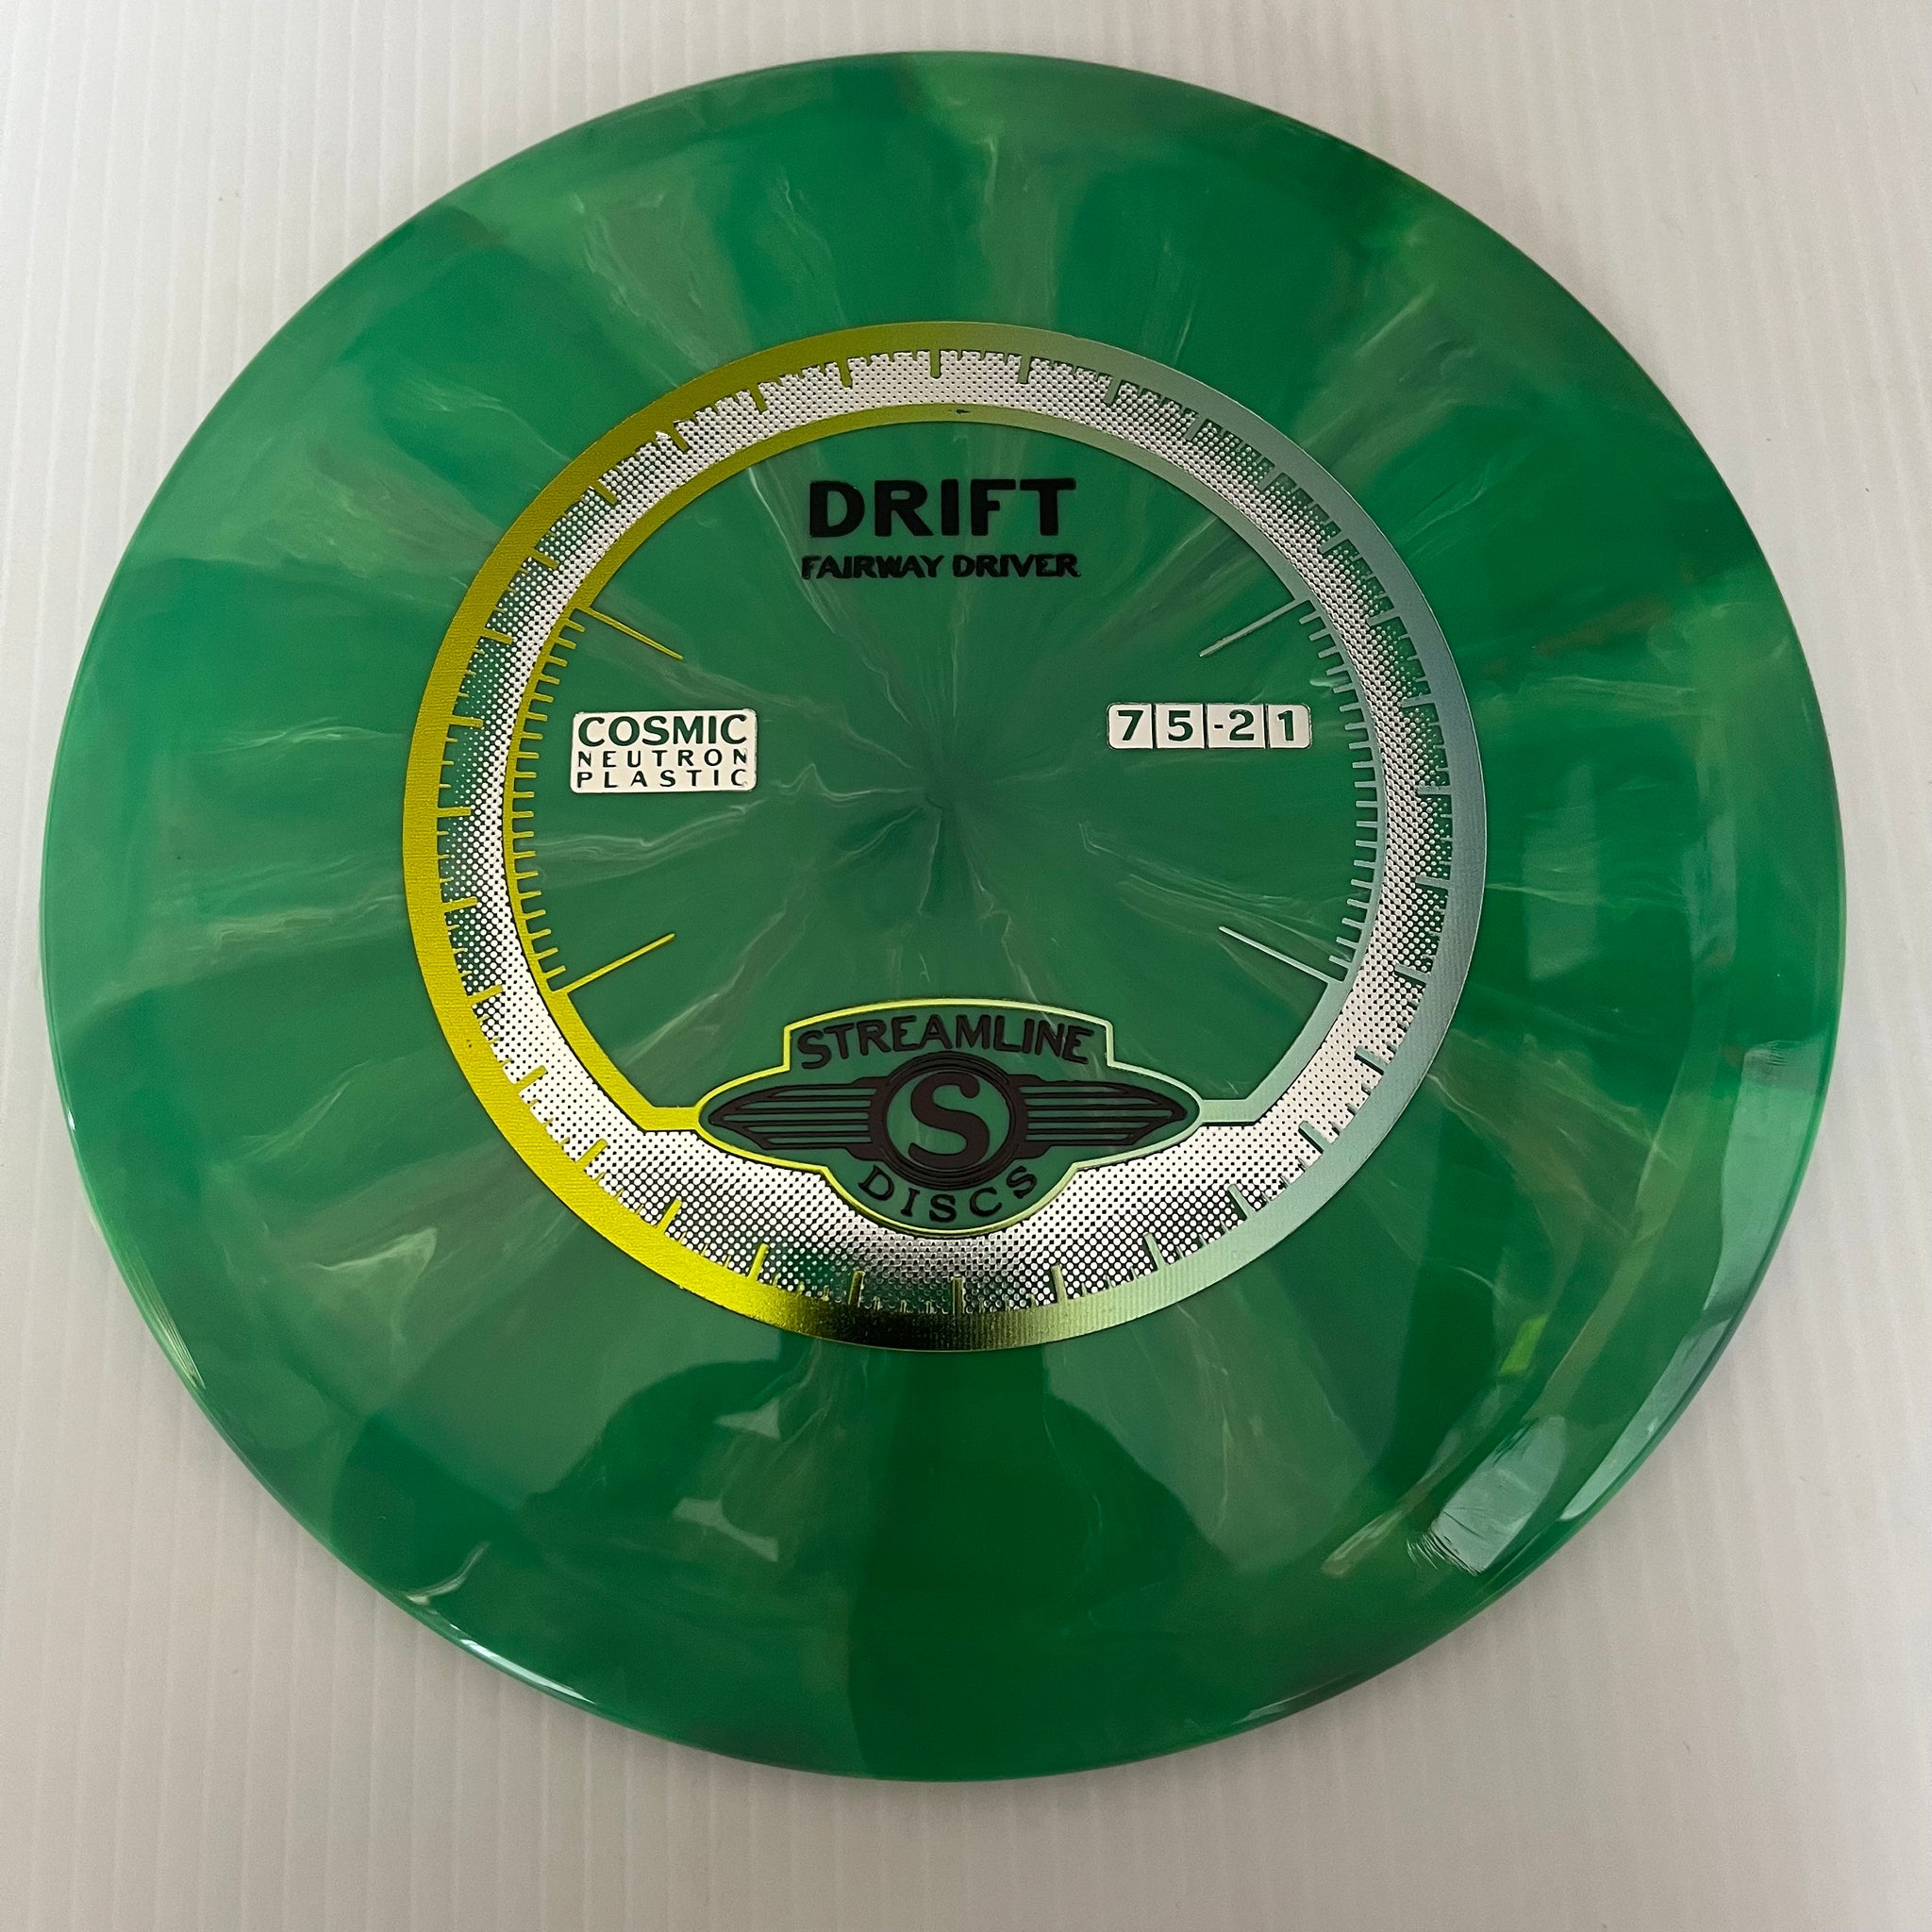 DRIFT
FAIRWAY DRIVER
COSMIC
NEUTRON
PLASTIC
7 5 -2 1
STREAMLINE
S
DISCS